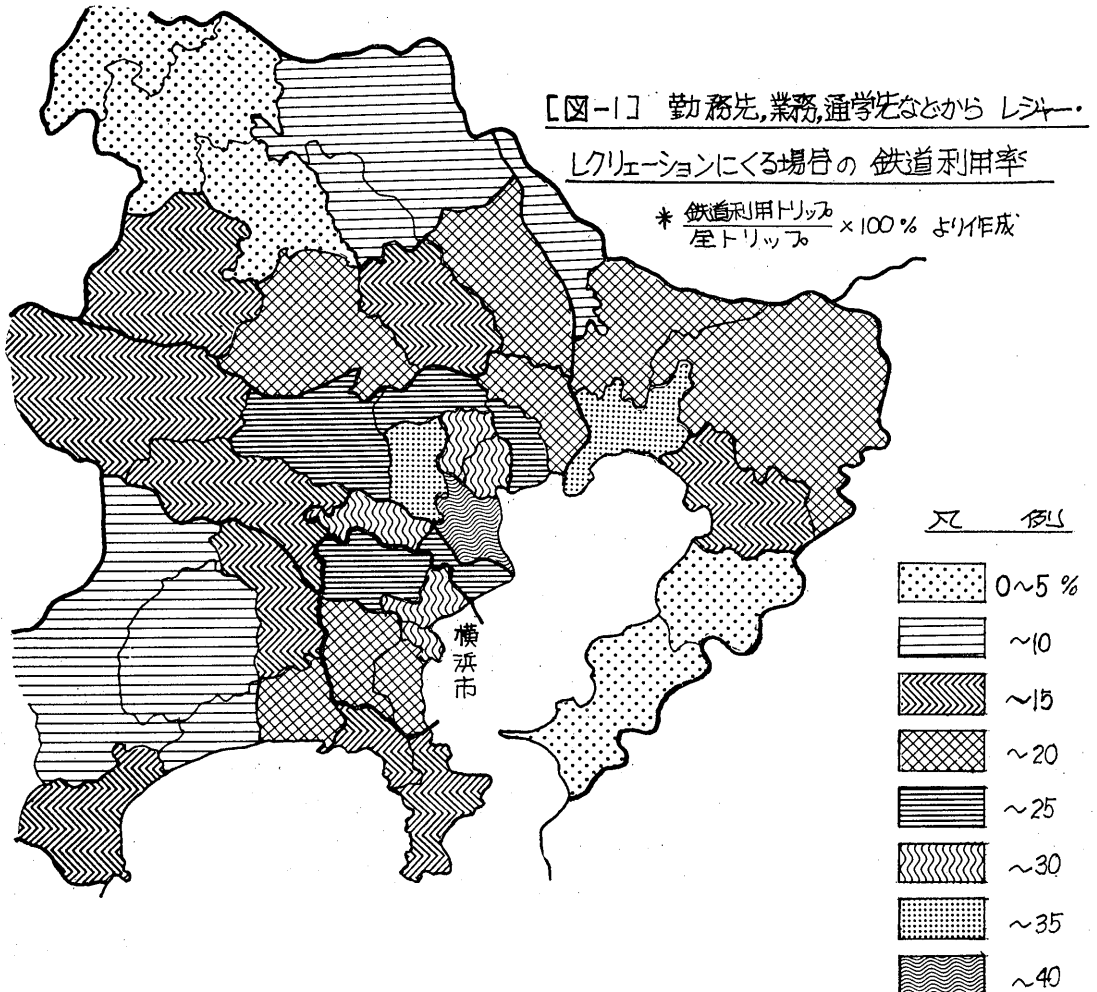 [図-1] 勤務先,業務,通学先などから レジャー・
レクリェーションにくる場合の 鉄道利用率
* 鉄道利用トリップ
全トリップ ×100% より作成
横浜市
凡 例
0~5 %
~10
~15
~20
~25
~30
~35
~40